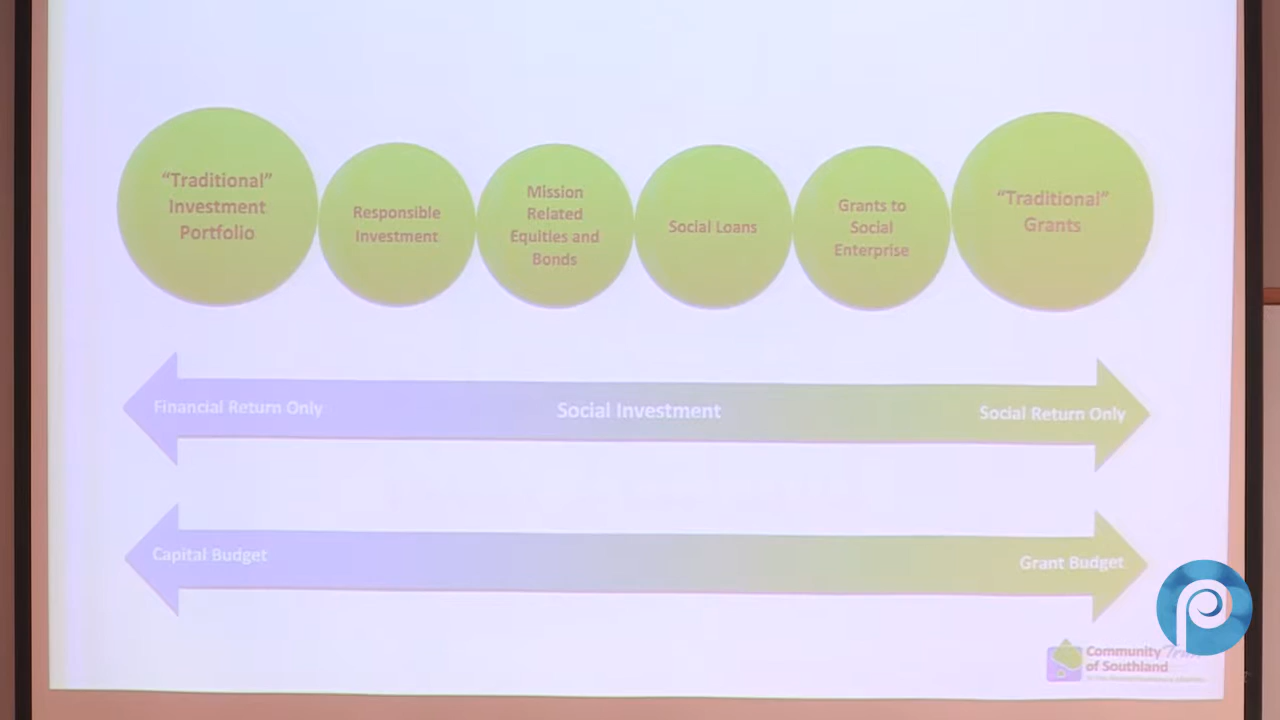 “Traditional”
Investment
Portfolio
Responsible
Investment
Mission
Related
Equities and
Bonds
Social Loans
Grants to
Social
Enterprise
“Traditional”
Grants
Financial Return Only
Social Investment
Social Return Only
Capital Budget
Grant Budget
Community Trust
of Southland